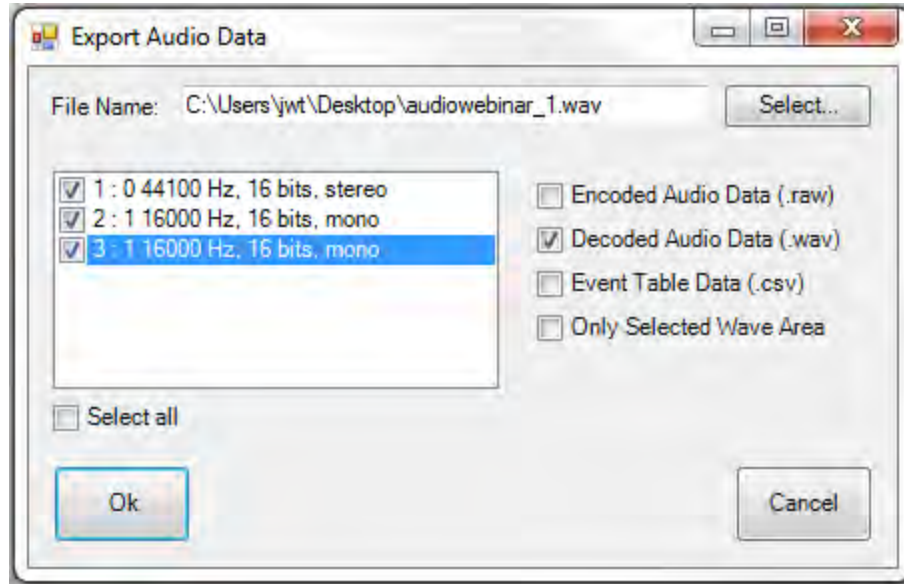 Export Audio Data
File Name: C:\Users\jwt\Desktop\audiowebinar_1.wav Select...
1 : 0 44100 Hz, 16 bits, stereo
2 : 1 16000 Hz, 16 bits, mono
3 : 1 16000 Hz, 16 bits, mono
Encoded Audio Data (.raw)
Decoded Audio Data (.wav)
Event Table Data (.csv)
Only Selected Wave Area
Select all
Ok
Cancel